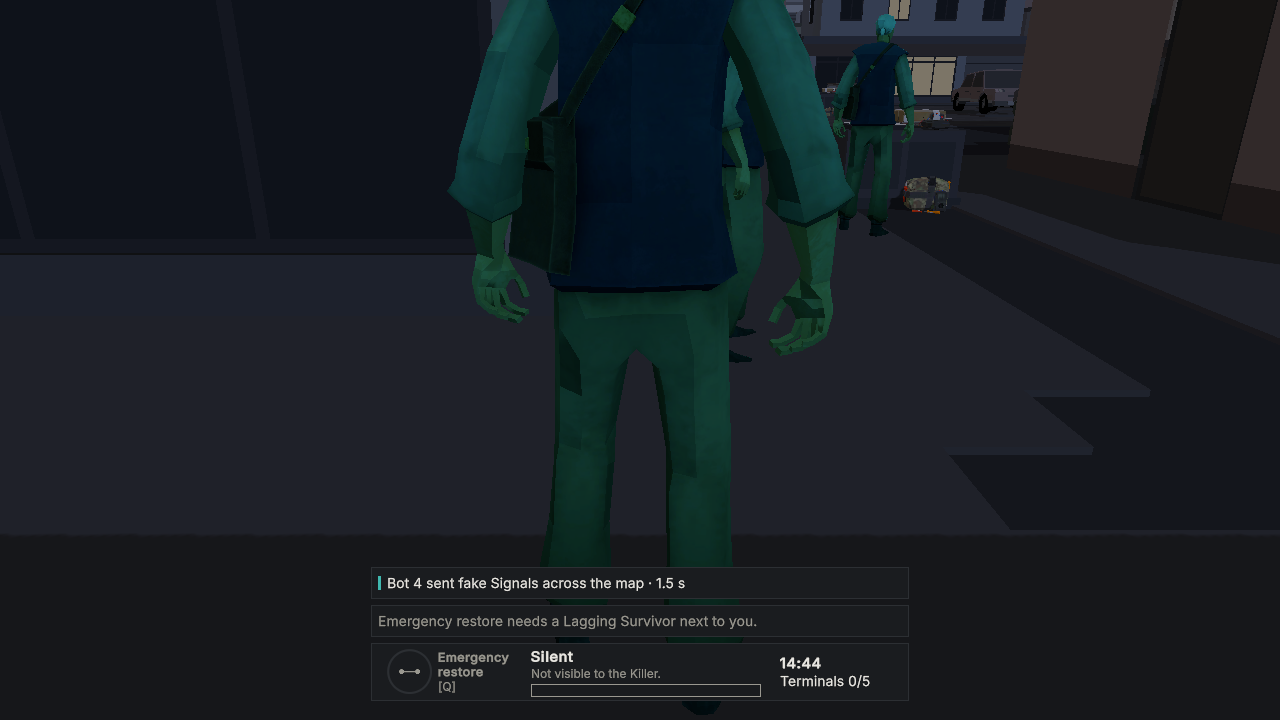 Bot 4 sent fake Signals across the map · 1.5 s
Emergency restore needs a Lagging Survivor next to you.
Emergency
restore
[Q]
Silent
Not visible to the Killer.
14:44
Terminals 0/5